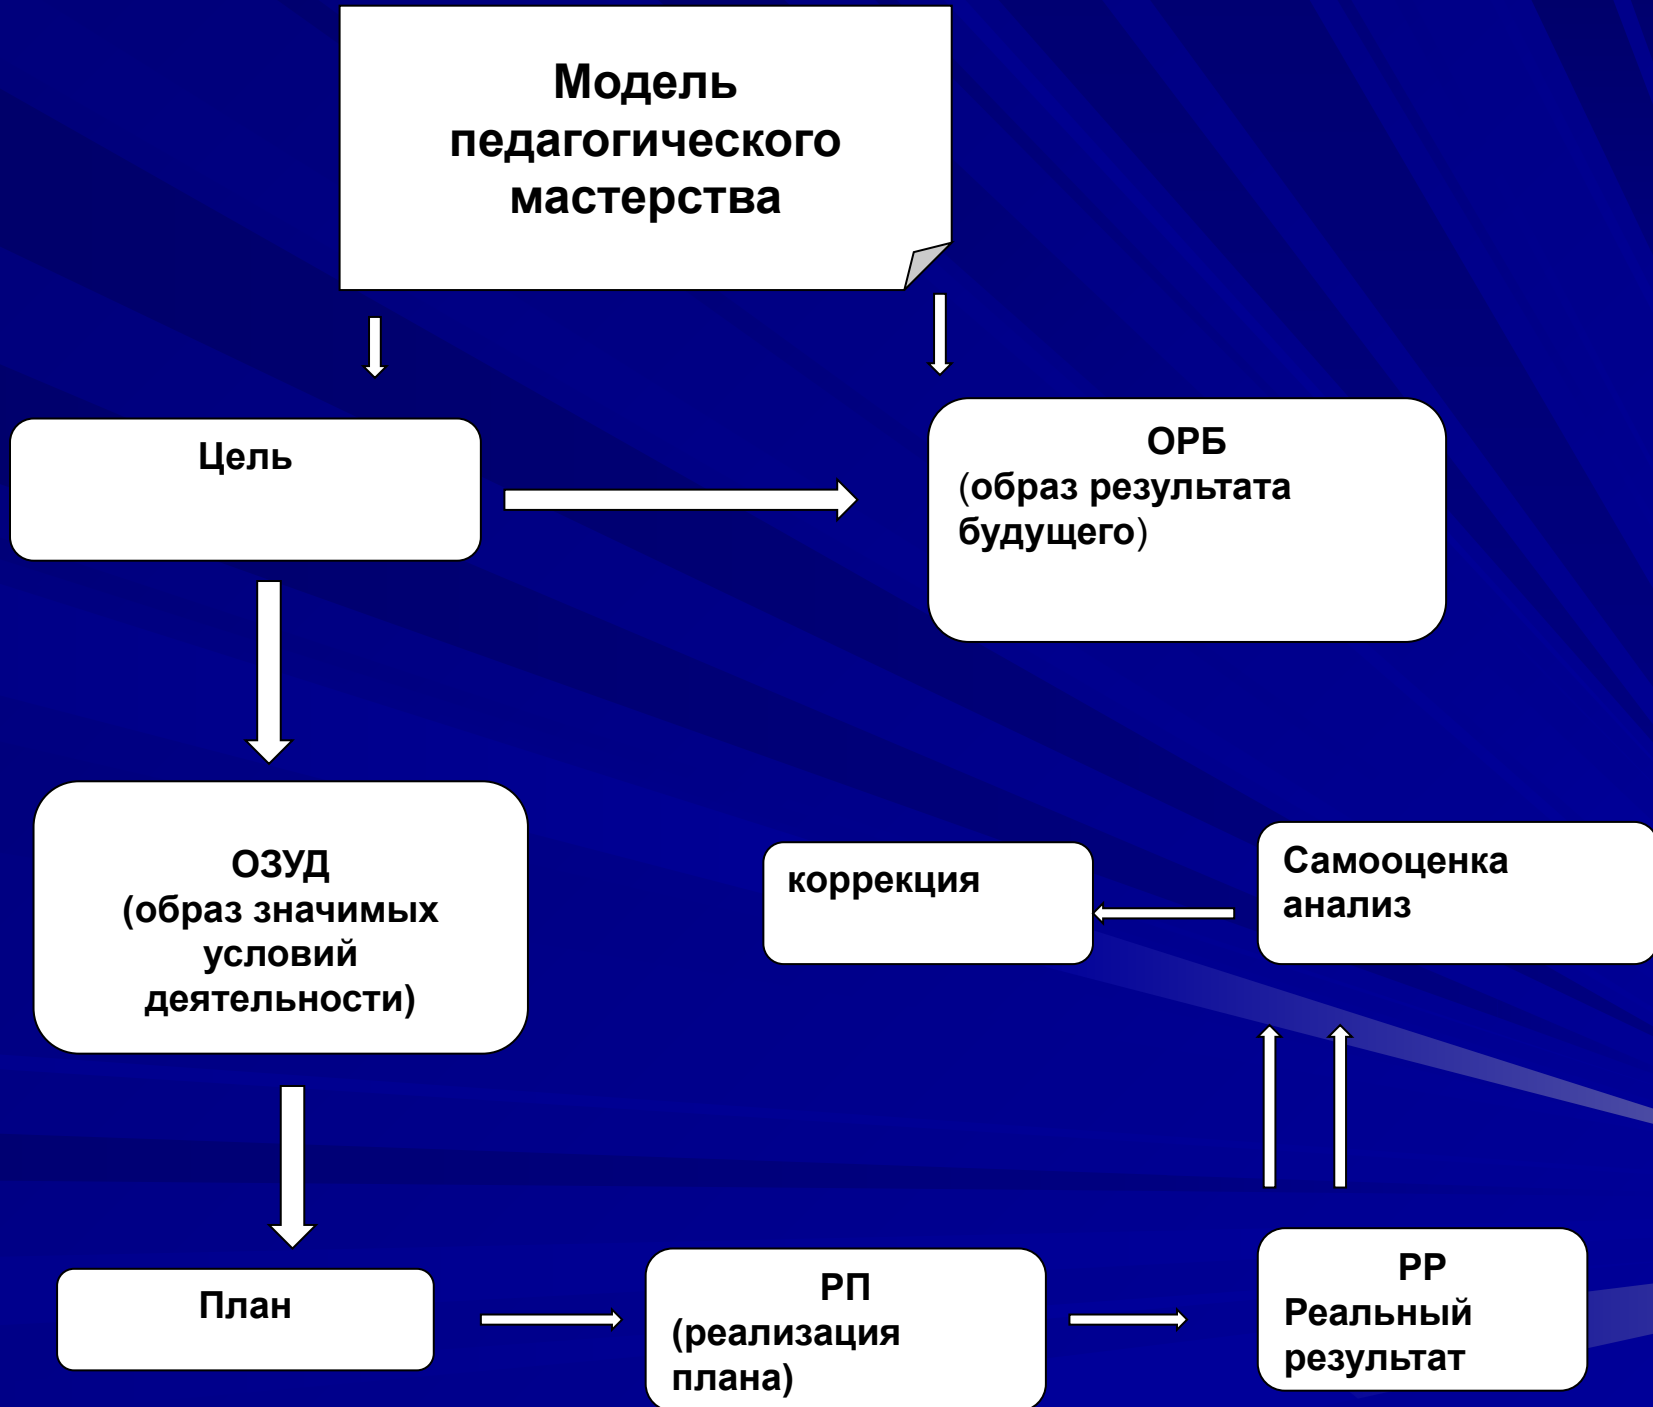 Модель
педагогического
мастерства
Цель
ОРБ
(образ результата
будущего)
ОЗУД
(образ значимых
условий
деятельности)
коррекция
Самооценка
анализ
План
РП
(реализация
плана)
РР
Реальный
результат